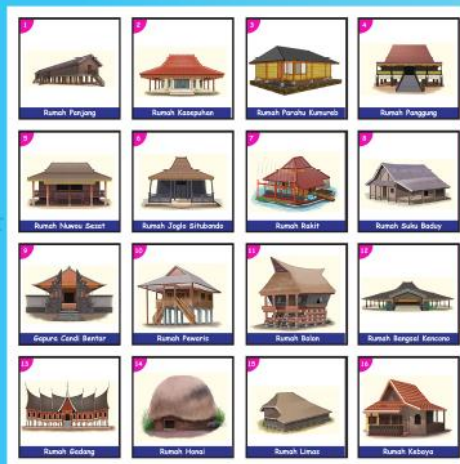 1
Rumah Panjang
2
Rumah Kasepuhan
3
Rumah Parahu Kumureb
4
Rumah Panggung
5
Rumah Nuwou Sesat
6
Rumah Joglo Situbondo
7
Rumah Rakit
8
Rumah Suku Baduy
9
Gapura Candi Bentar
10
Rumah Pewaris
11
Rumah Bolon
12
Rumah Bangsal Kencono
13
Rumah Gadang
14
Rumah Honai
15
Rumah Limas
16
Rumah Kebaya